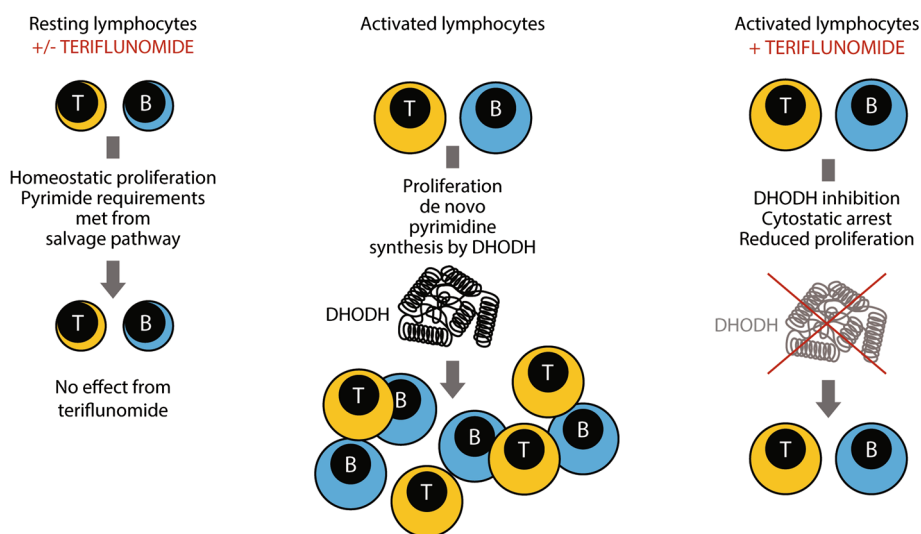 Resting lymphocytes
+/- TERIFLUNOMIDE
T
B
Homeostatic proliferation
Pyrimide requirements
met from
salvage pathway
T
B
No effect from
teriflunomide
Activated lymphocytes
T
B
Proliferation
de novo
pyrimidine
synthesis by DHODH
DHODH
T
B
T
B
B
T
B
T
Activated lymphocytes
+ TERIFLUNOMIDE
T
B
DHODH inhibition
Cytostatic arrest
Reduced proliferation
DHODH
T
B